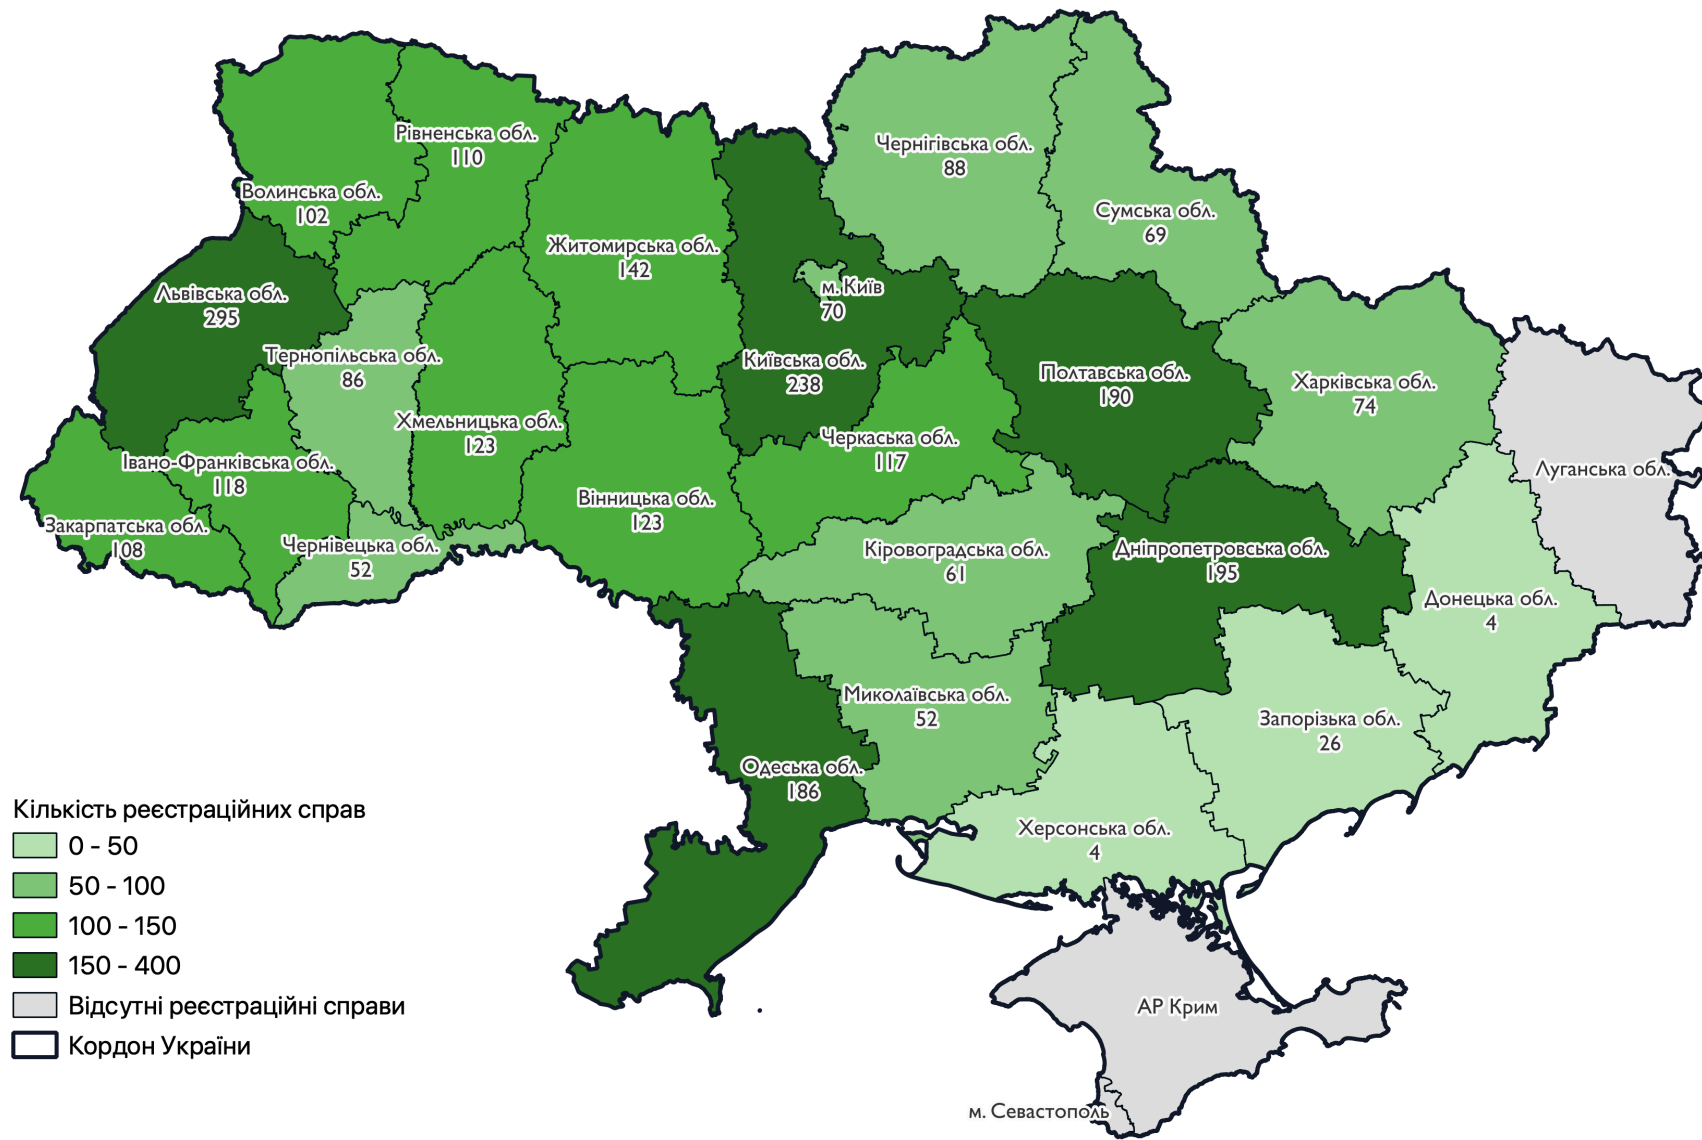 Чернігівська обл.
88
Рівненська обл.
110
Волинська обл.
102
Сумська обл.
69
Житомирська обл.
142
Львівська обл.
295
м. Київ
70
Тернопільська обл.
86
Київська обл.
238
Полтавська обл.
190
Харківська обл.
74
Хмельницька обл.
123
Черкаська обл.
117
Івано-Франківська обл.
118
Луганська обл.
Вінницька обл.
123
Закарпатська обл.
108
Чернівецька обл.
52
Кіровоградська обл.
61
Дніпропетровська обл.
195
Донецька обл.
4
Миколаївська обл.
52
Запорізька обл.
26
Одеська обл.
186
Херсонська обл.
4
АР Крим
м. Севастополь
Кількість реєстраційних справ
0 - 50
50 - 100
100 - 150
150 - 400
Відсутні реєстраційні справи
Кордон України